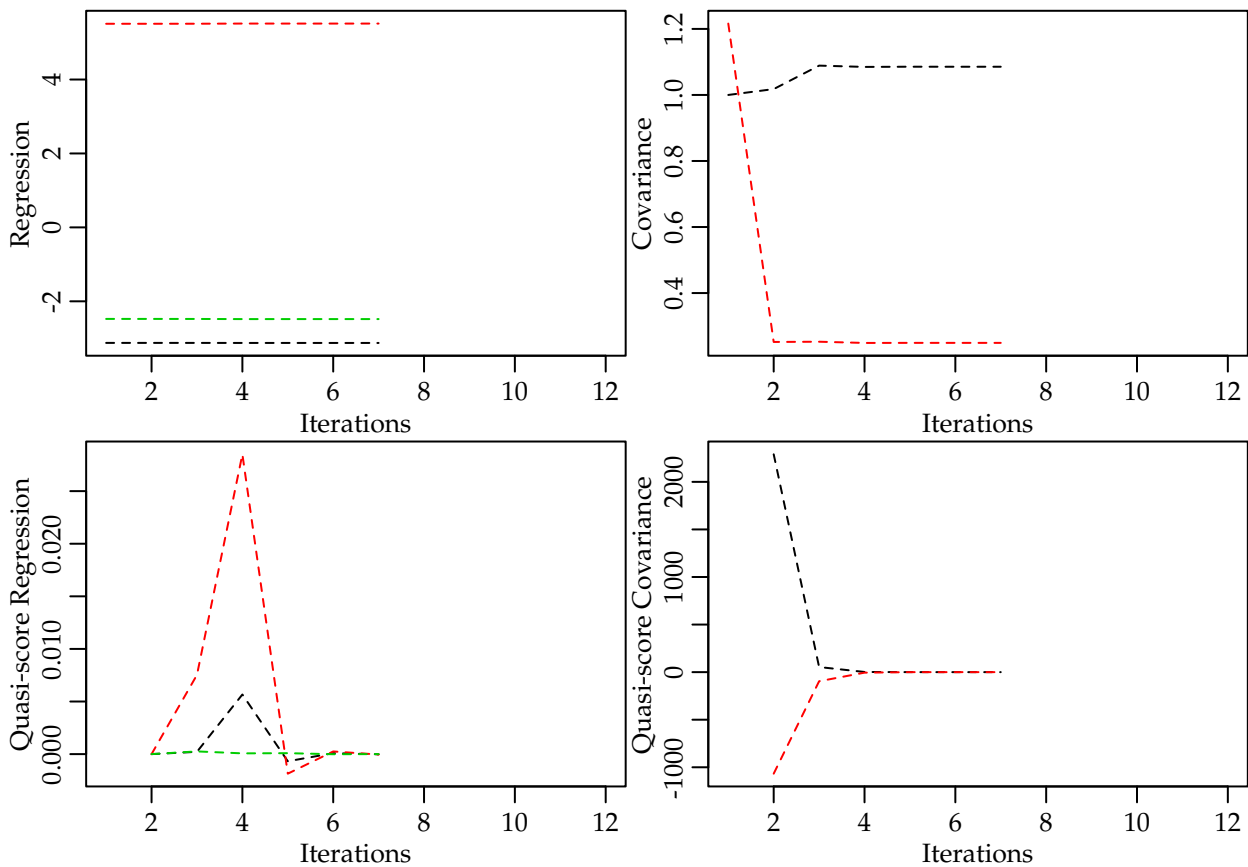 Regression
4
2
0
-2
2 4 6 8 10 12
Iterations
Covariance
1.2
1.0
0.8
0.6
0.4
2 4 6 8 10 12
Iterations
Quasi-score Regression
0.020
0.010
0.000
2 4 6 8 10 12
Iterations
Quasi-score Covariance
2000
1000
0
-1000
2 4 6 8 10 12
Iterations